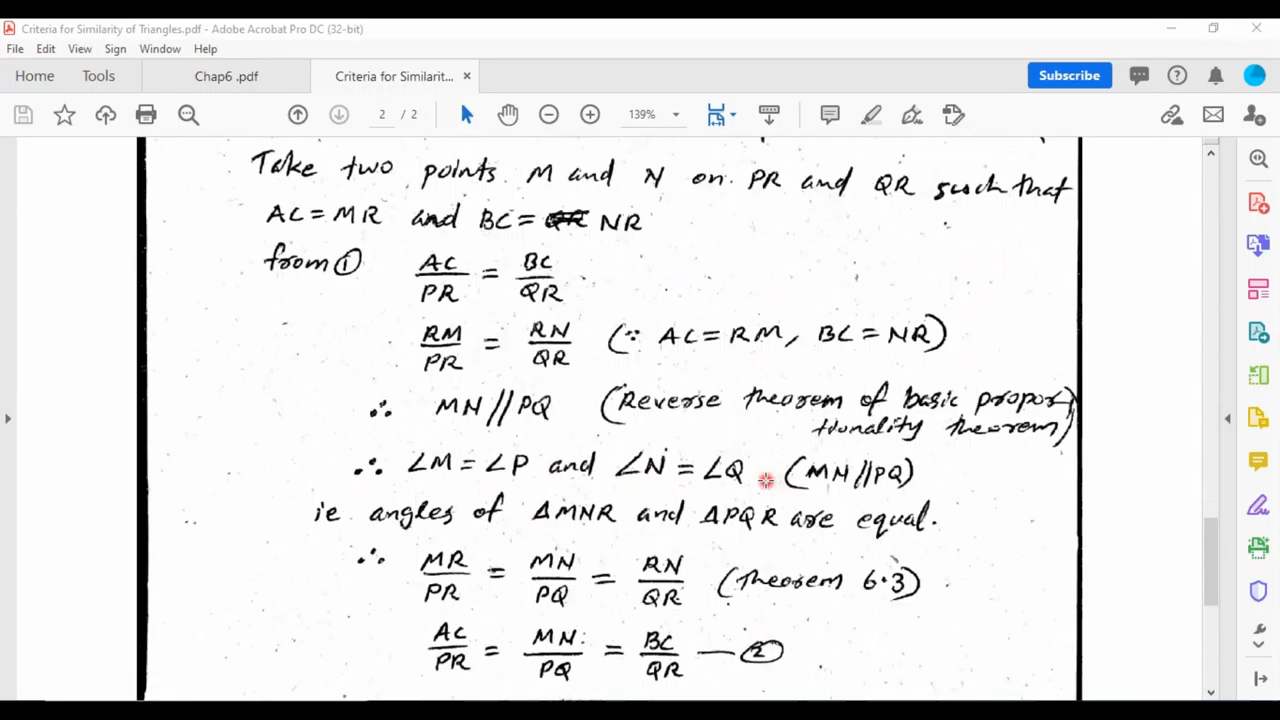 Criteria for Similarity of Triangles.pdf - Adobe Acrobat Pro DC (32-bit)
File Edit View Sign Window Help
Home Tools Chap6 .pdf Criteria for Similarit... × Subscribe
2 / 2 139%
Take two points M and N on PR and QR such that
AC = MR and BC = NR
from ① AC/PR = BC/QR
RM/PR = RN/QR (∵ AC = RM, BC = NR)
∴ MN // PQ (Reverse theorem of basic propor
tionality theorem)
∴ ∠M = ∠P and ∠N = ∠Q (MN//PQ)
ie angles of ΔMNR and ΔPQR are equal.
∴ MR/PR = MN/PQ = RN/QR (Theorem 6.3)
AC/PR = MN/PQ = BC/QR — ②